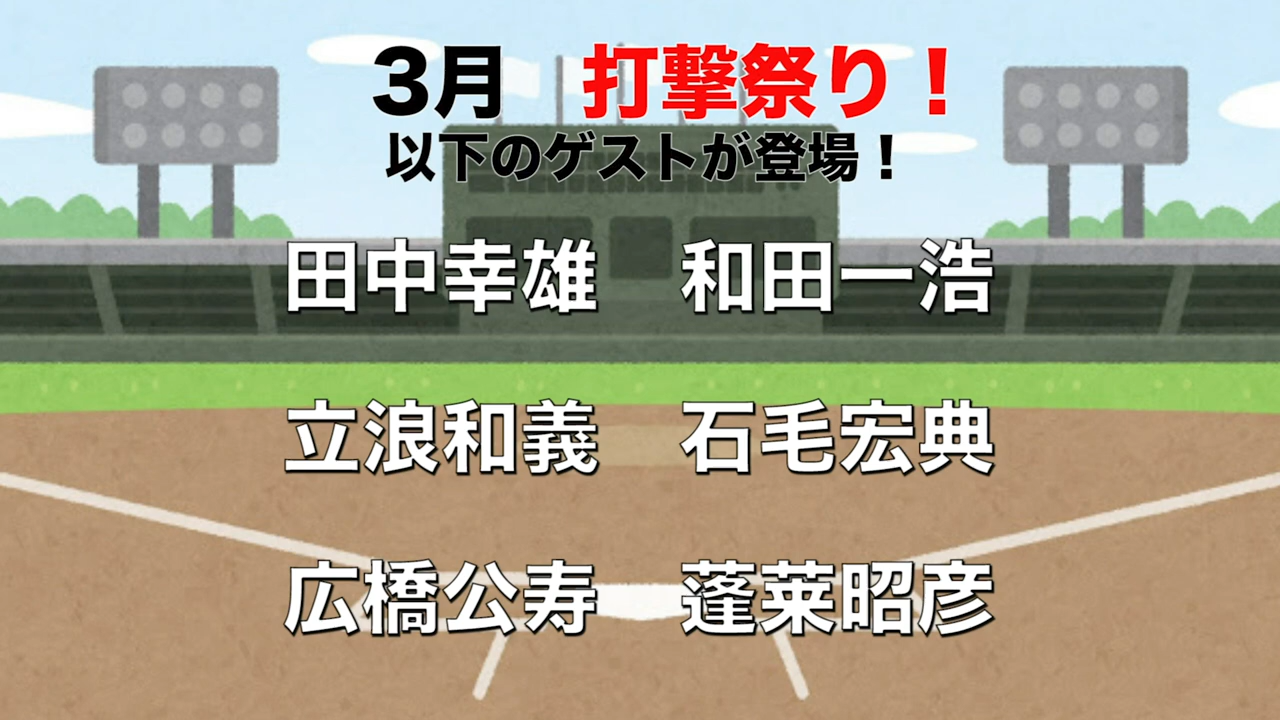 3月　打撃祭り！
以下のゲストが登場！
田中幸雄　和田一浩
立浪和義　石毛宏典
広橋公寿　蓬莱昭彦